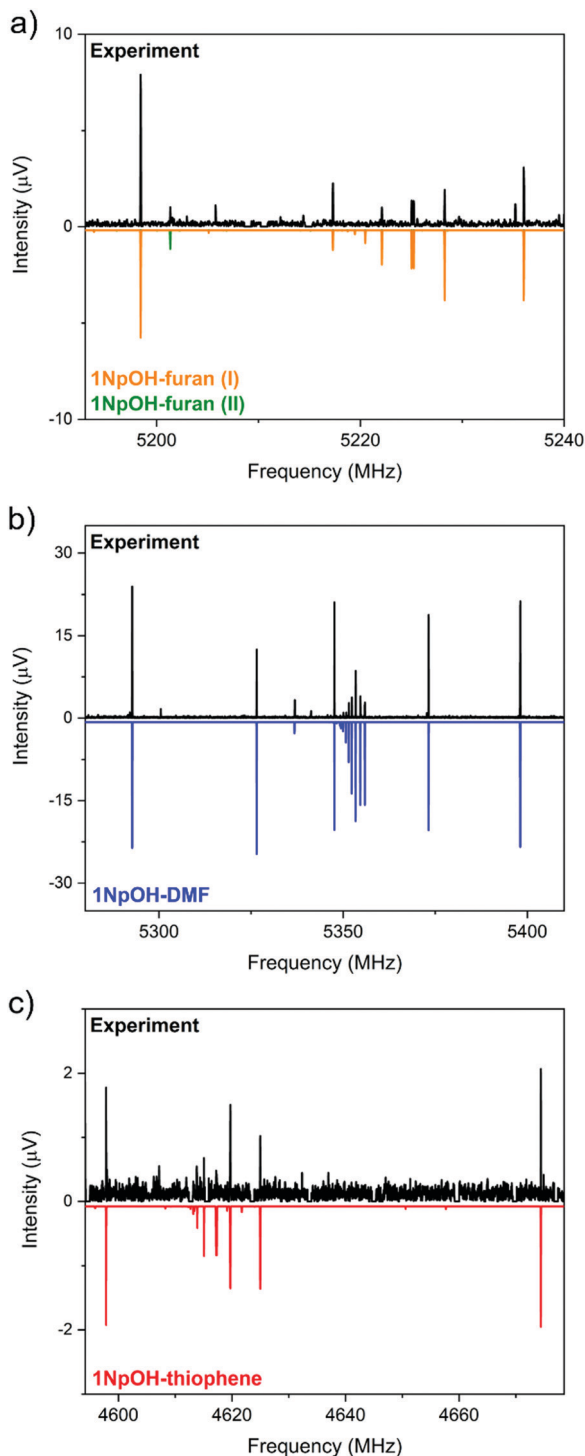 a)
10
Experiment
0
Intensity (μV)
1NpOH-furan (I)
1NpOH-furan (II)
-10
5200 5220 5240
Frequency (MHz)
b)
Experiment
30
15
0
Intensity (μV)
-15
-30
1NpOH-DMF
5300 5350 5400
Frequency (MHz)
c)
Experiment
2
0
Intensity (μV)
-2
1NpOH-thiophene
4600 4620 4640 4660
Frequency (MHz)